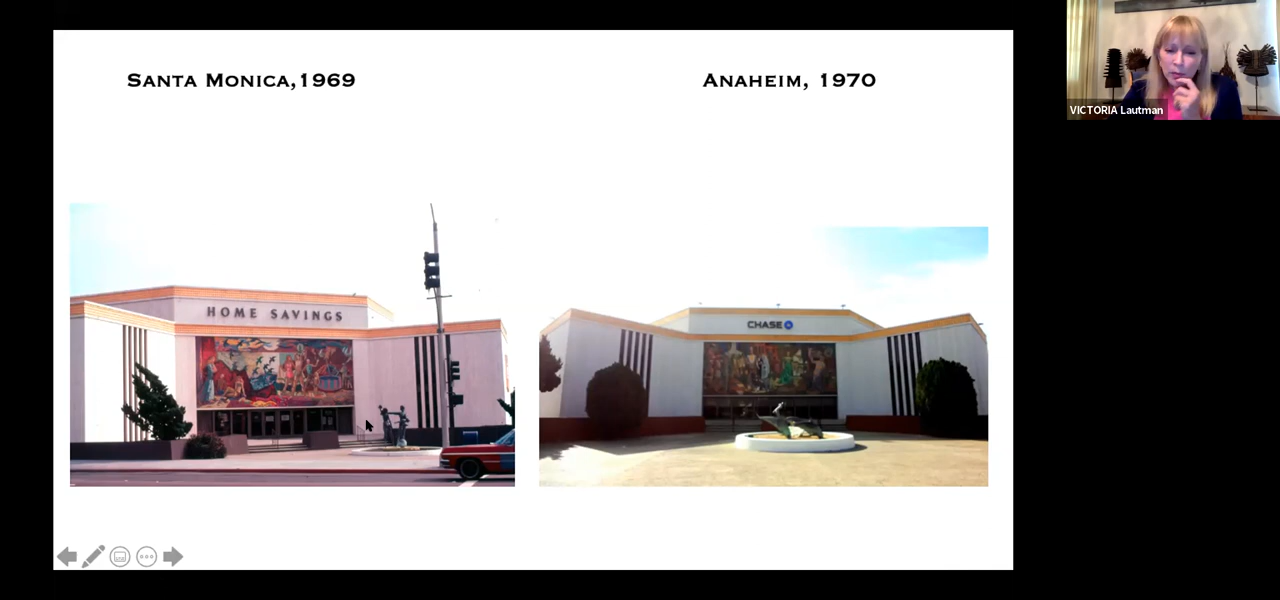 SANTA MONICA,1969
ANAHEIM, 1970
HOME SAVINGS
CHASE
VICTORIA Lautman